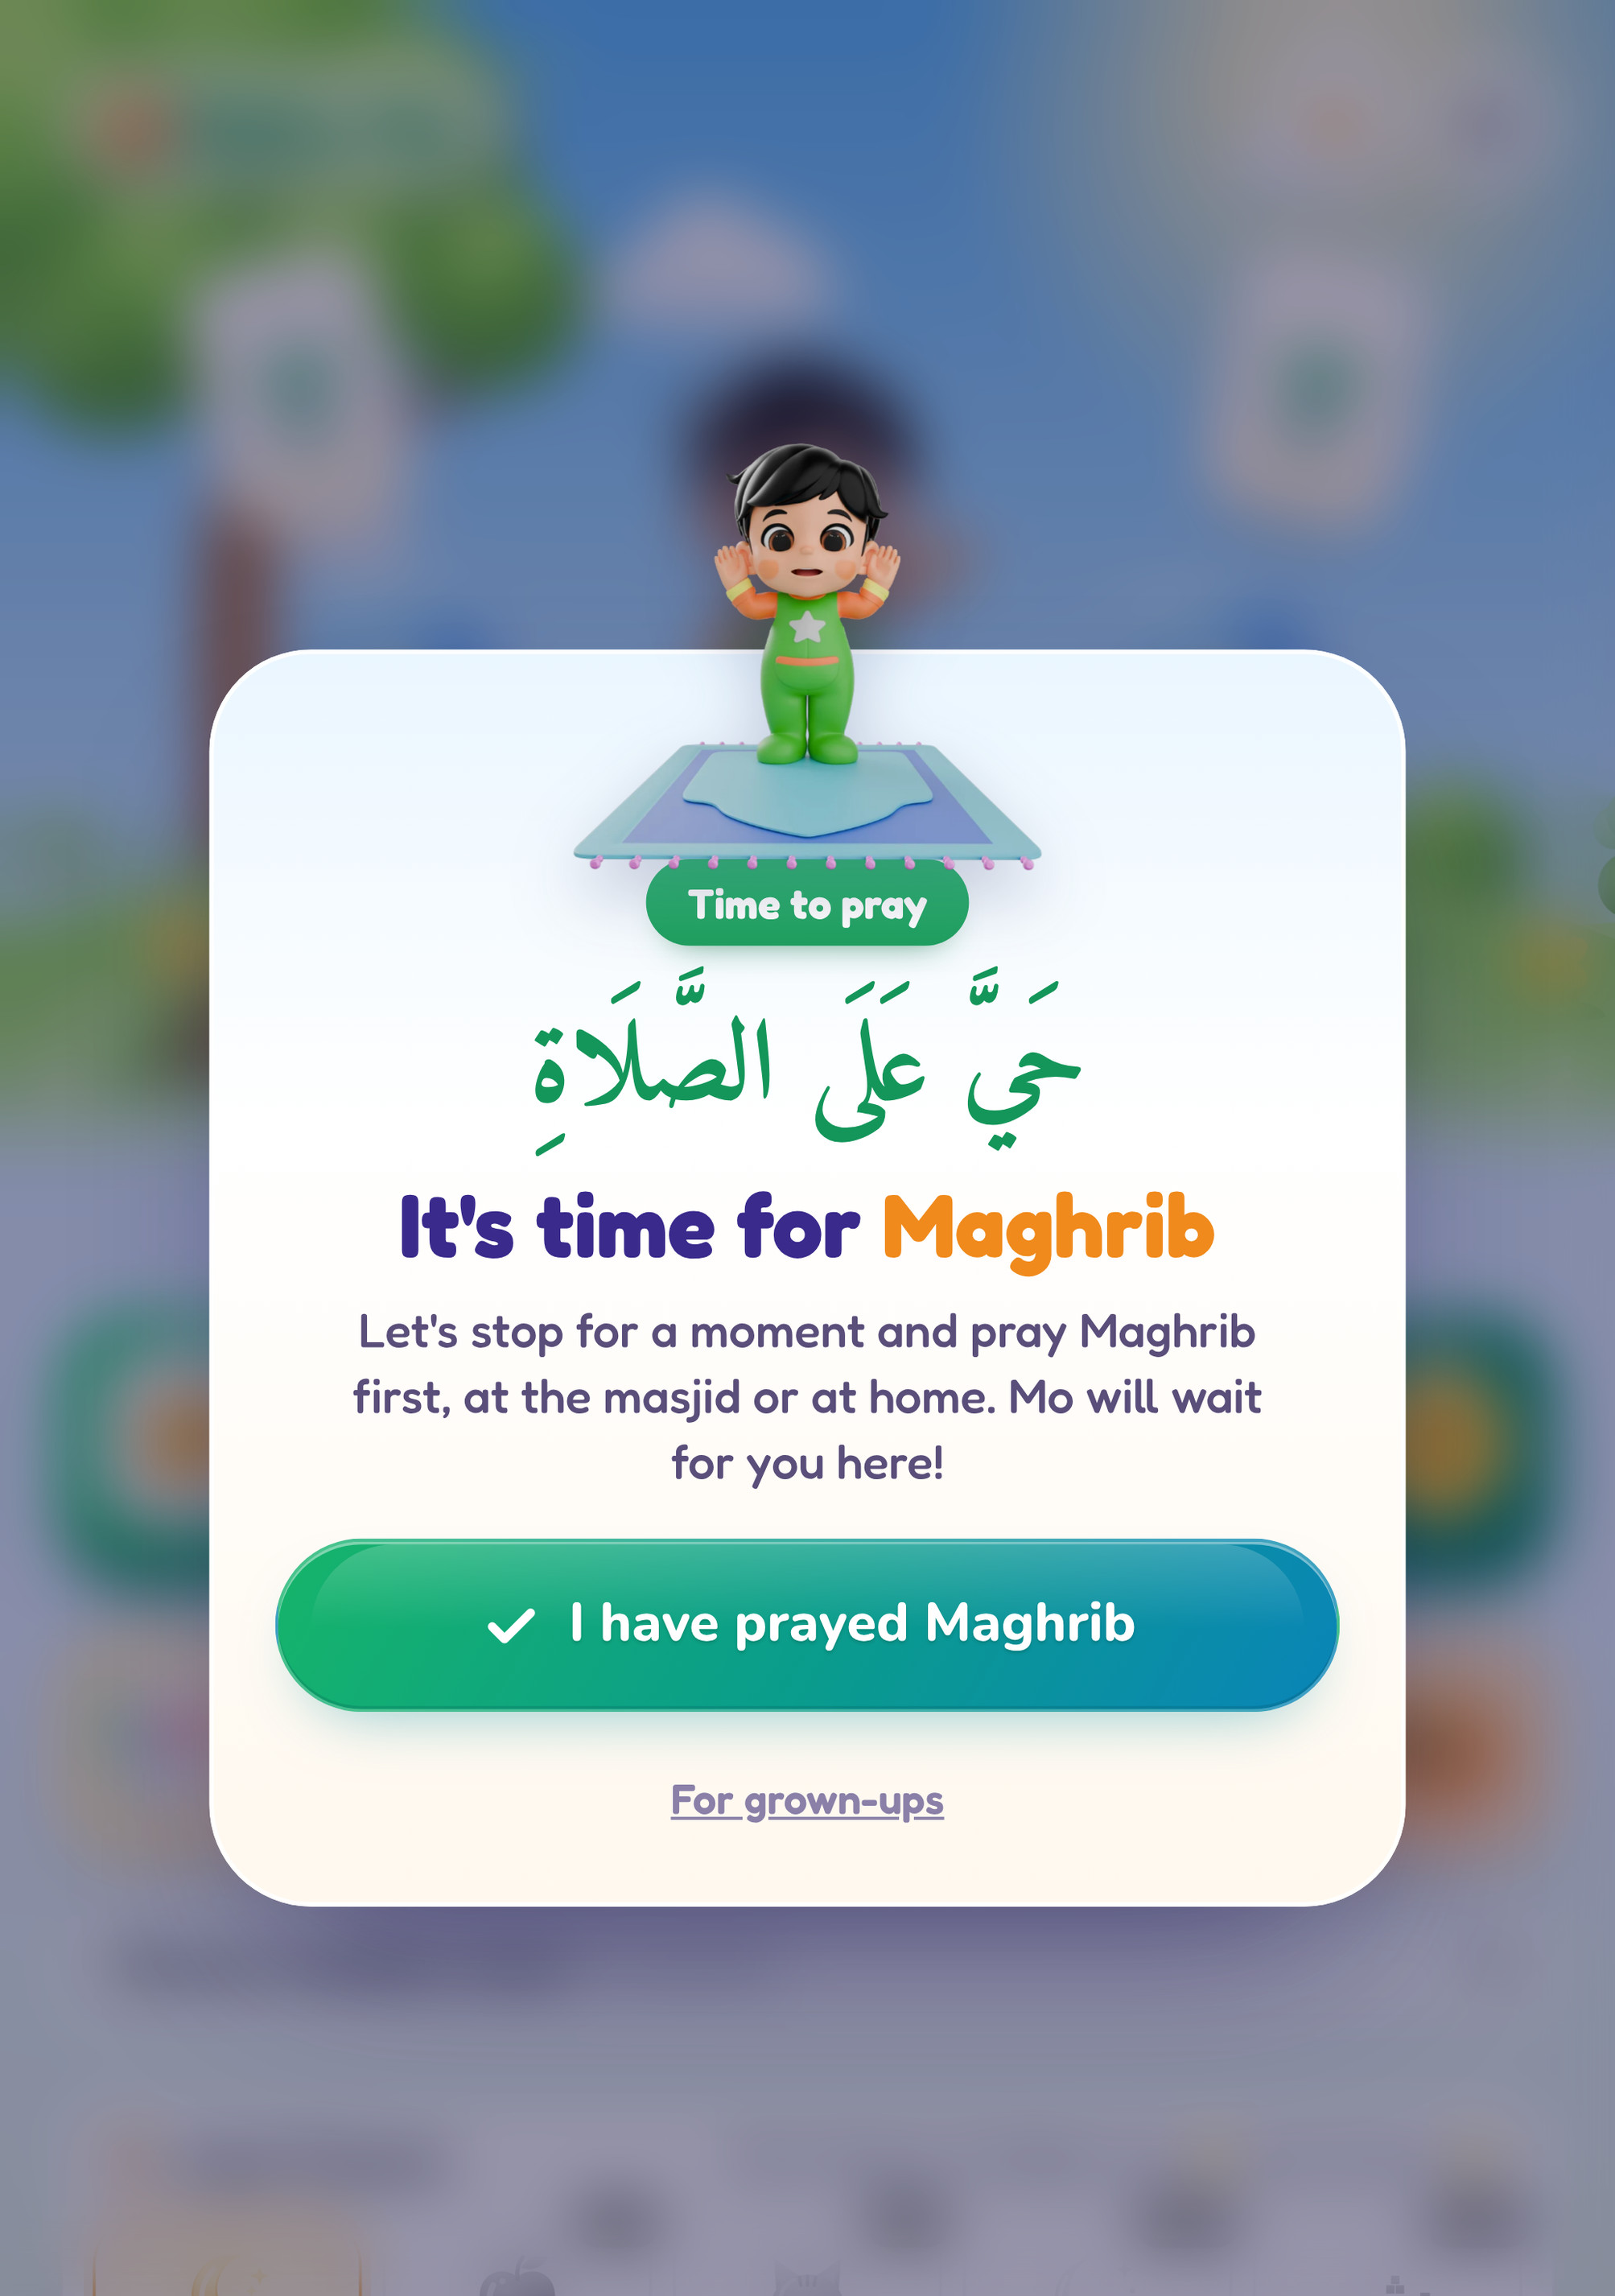 Time to pray
حَيَّ عَلَى الصَّلَاةِ
It's time for Maghrib
Let's stop for a moment and pray Maghrib
first, at the masjid or at home. Mo will wait
for you here!
I have prayed Maghrib
For grown-ups